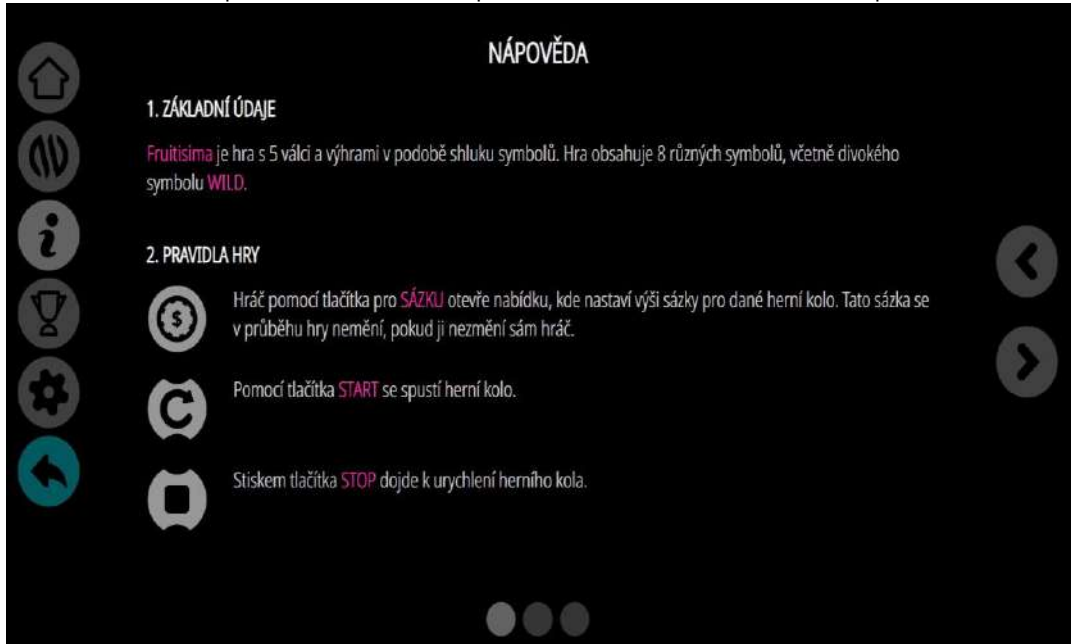 NÁPOVĚDA
1. ZÁKLADNÍ ÚDAJE
Fruitisima je hra s 5 válci a výhrami v podobě shluku symbolů. Hra obsahuje 8 různých symbolů, včetně divokého
symbolu WILD.
2. PRAVIDLA HRY
Hráč pomocí tlačítka pro SÁZKU otevře nabídku, kde nastaví výši sázky pro dané herní kolo. Tato sázka se
v průběhu hry nemění, pokud ji nezmění sám hráč.
Pomocí tlačítka START se spustí herní kolo.
Stiskem tlačítka STOP dojde k urychlení herního kola.